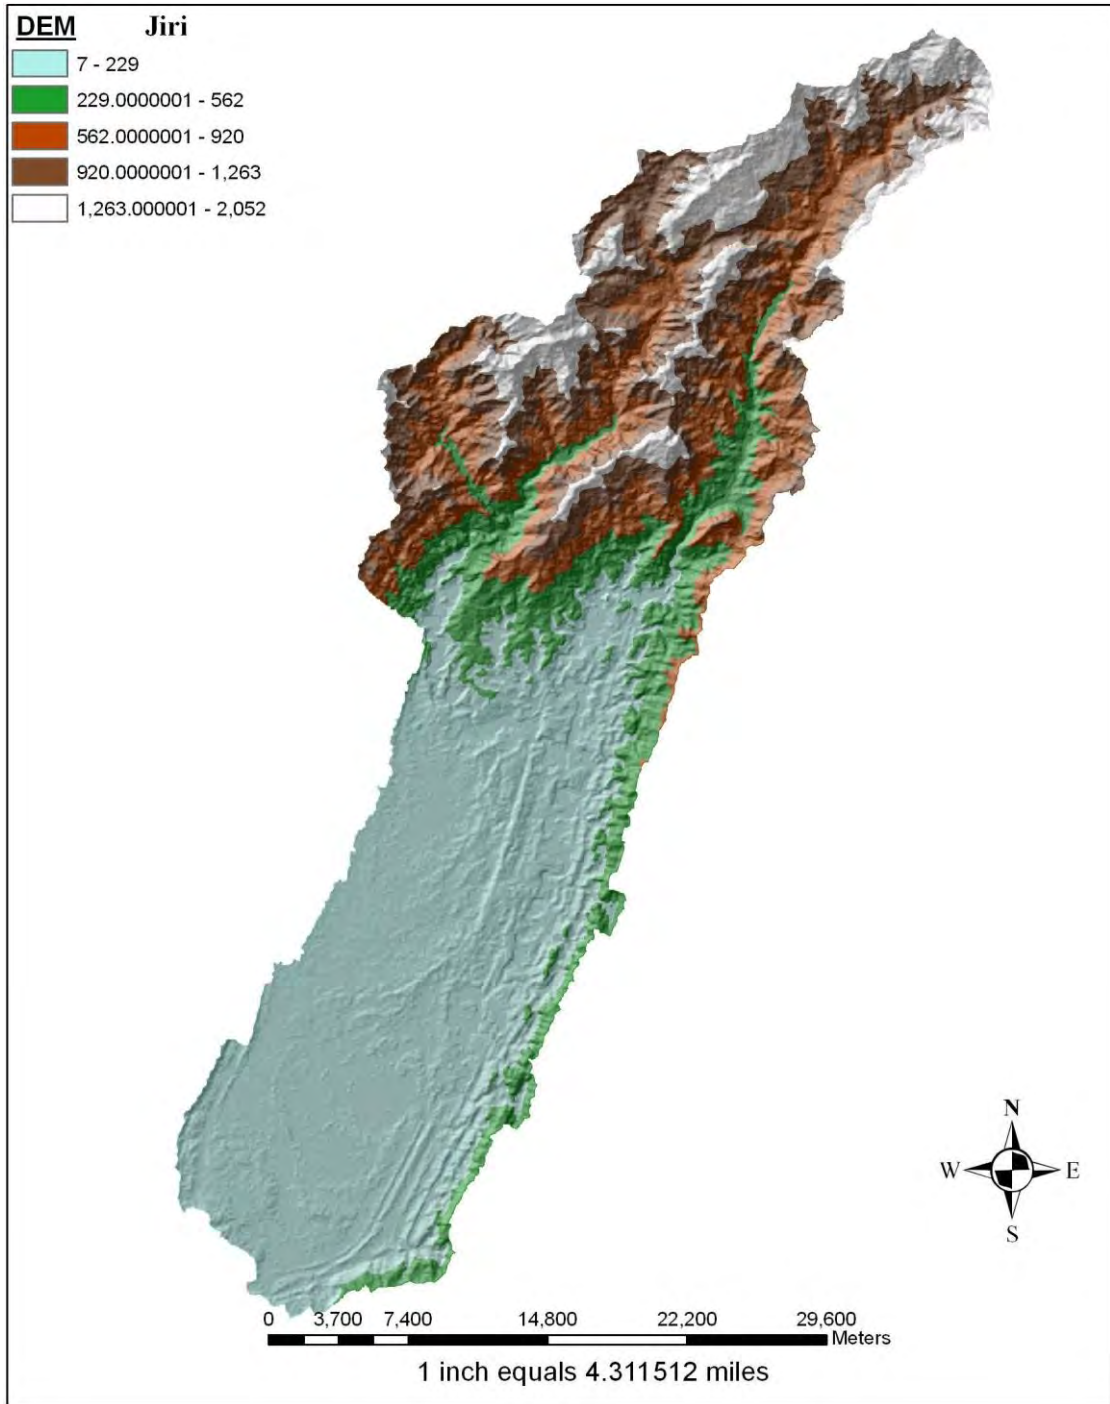 DEM Jiri
7 - 229
229.0000001 - 562
562.0000001 - 920
920.0000001 - 1,263
1,263.000001 - 2,052
N
W E
S
0 3,700 7,400 14,800 22,200 29,600
Meters
1 inch equals 4.311512 miles